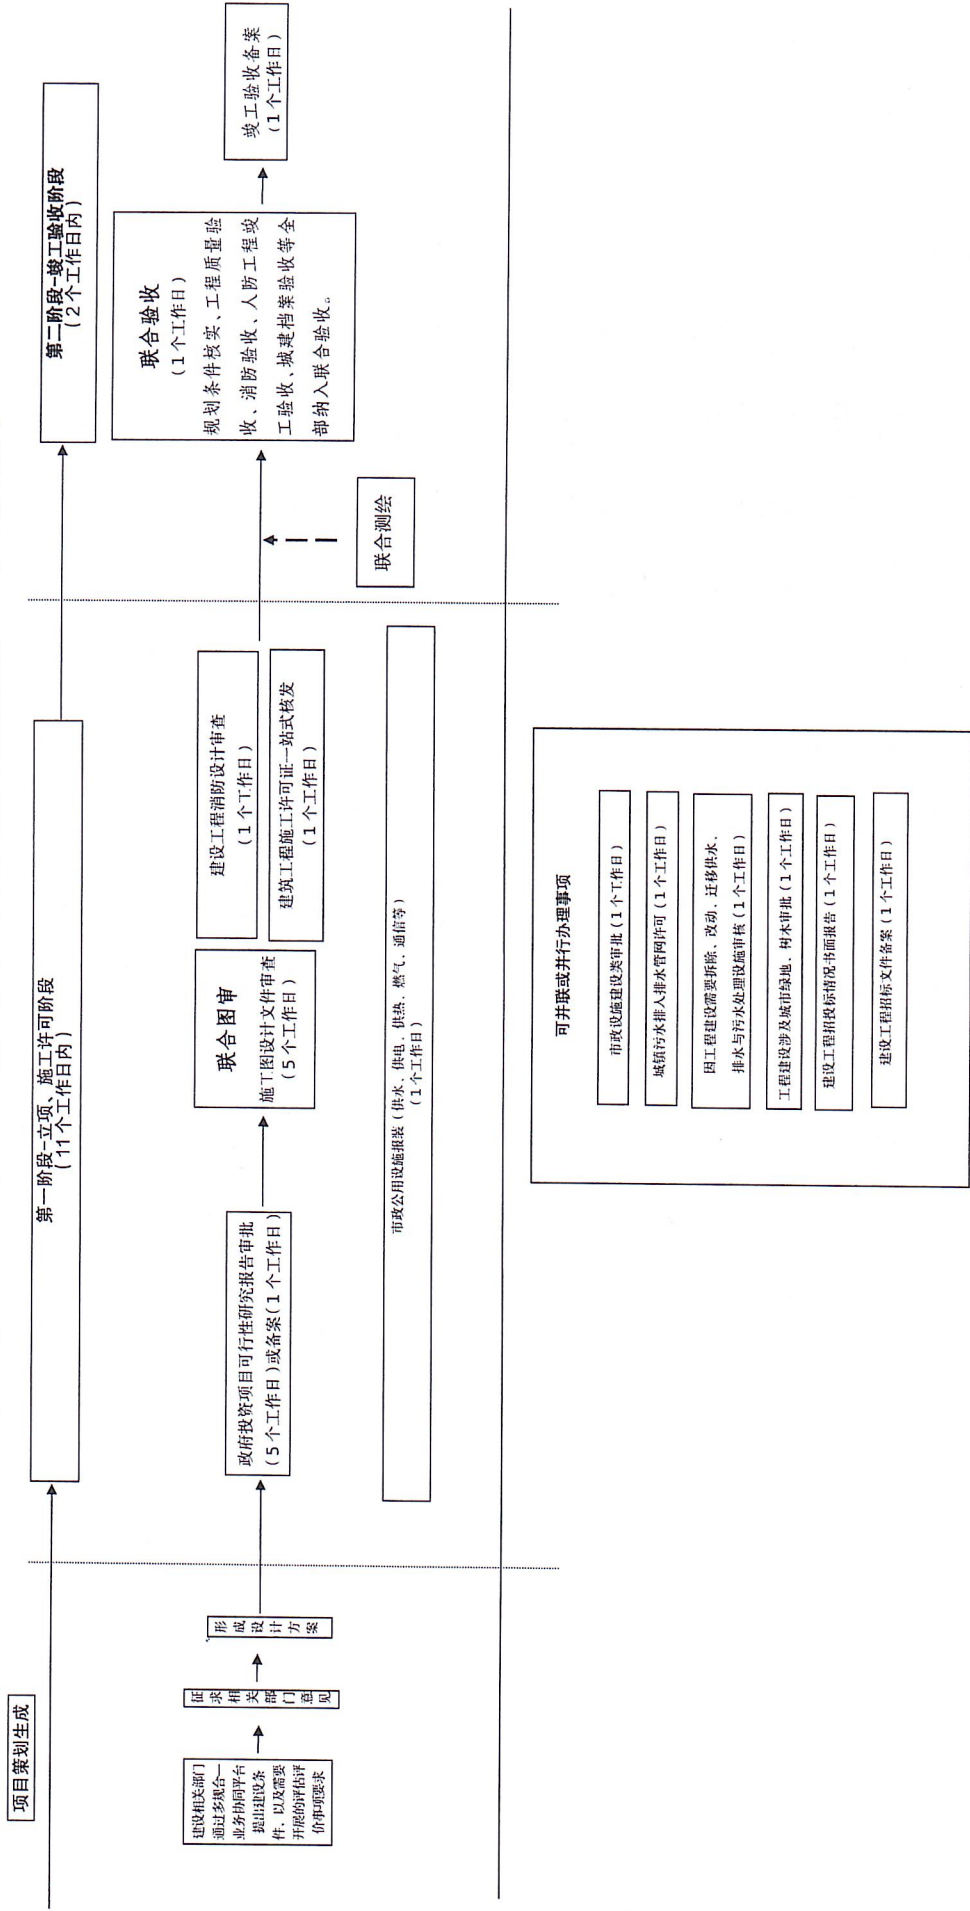 项目策划生成
第一阶段-立项、施工许可阶段
(11个工作日内)
第二阶段-竣工验收阶段
(2个工作日内)
建设相关部门
通过多规合一
业务协同平台
提出建设条
件、以及需要
开展的评估评
价事项要求
征求相关部门意见
形成设计方案
政府投资项目可行性研究报告审批
(5个工作日)或备案(1个工作日)
联合图审
施工图设计文件审查
(5个工作日)
建设工程消防设计审查
(1个工作日)
建筑工程施工许可证一站式核发
(1个工作日)
联合测绘
联合验收
(1个工作日)
规划条件核实、工程质量验
收、消防验收、人防工程竣
工验收、城建档案验收等全
部纳入联合验收。
竣工验收备案
(1个工作日)
市政公用设施报装(供水、供电、供热、燃气、通信等)
(1个工作日)
可并联或并行办理事项
市政设施建设类审批(1个工作日)
城镇污水排入排水管网许可(1个工作日)
因工程建设需要拆除、改动、迁移供水、
排水与污水处理设施审核(1个工作日)
工程建设涉及城市绿地、树木审批(1个工作日)
建设工程招投标情况书面报告(1个工作日)
建设工程招标文件备案(1个工作日)